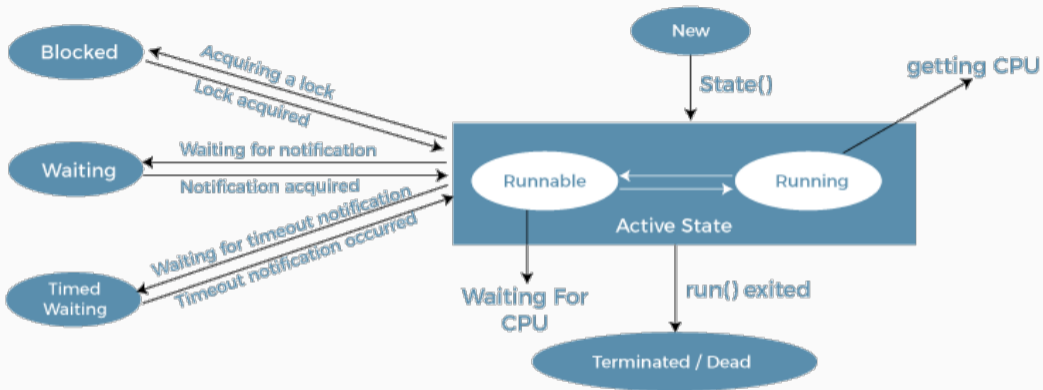 New
State()
getting CPU
Blocked
Acquiring a lock
Lock acquired
Waiting
Waiting for notification
Notification acquired
Runnable
Running
Active State
Waiting for timeout notification
Timeout notification occurred
Timed
Waiting
Waiting For
CPU
run() exited
Terminated / Dead